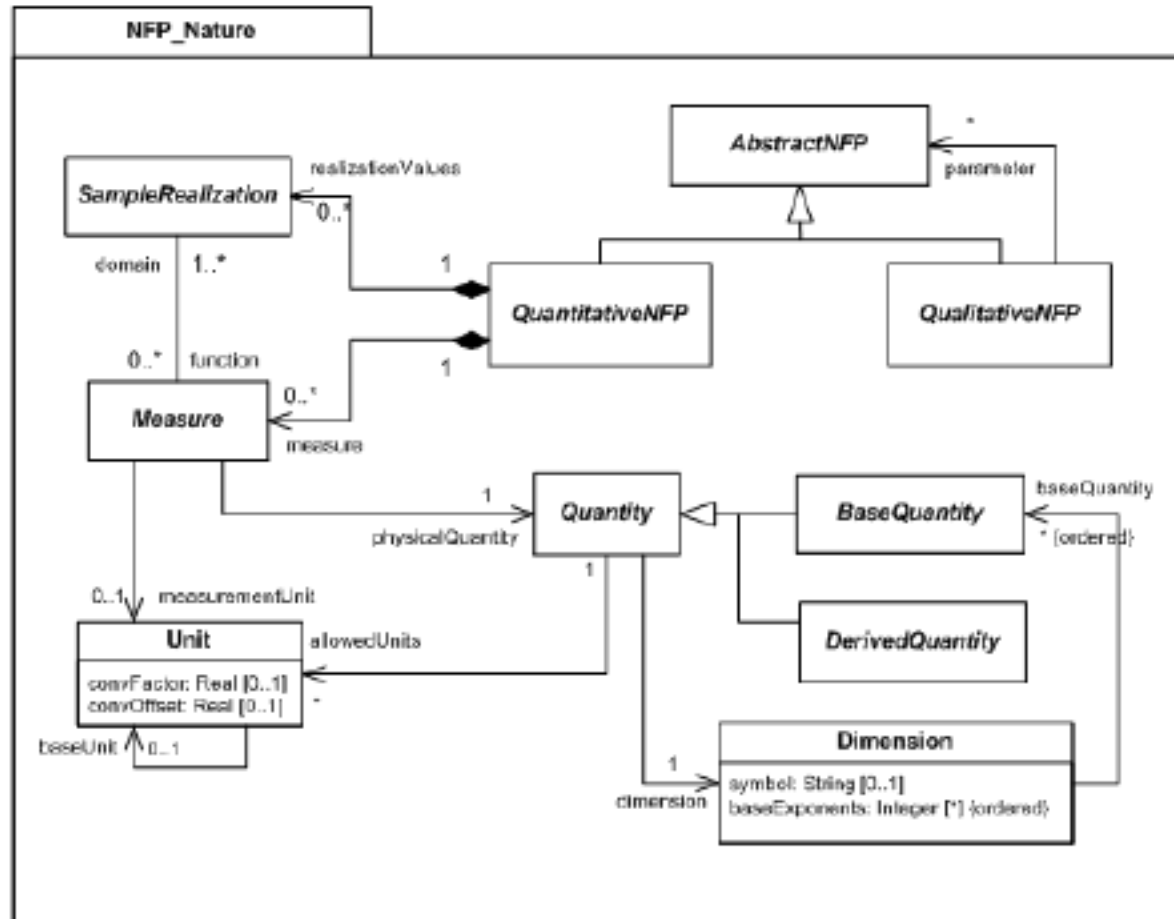 NFP_Nature
AbstractNFP
*
parameter
SampleRealization
realizationValues
0..*
domain
1..*
1
QuantitativeNFP
QualitativeNFP
1
0..*
function
0..*
measure
Measure
1
physicalQuantity
Quantity
1
BaseQuantity
baseQuantity
* {ordered}
DerivedQuantity
0..1
measurementUnit
Unit
convFactor: Real [0..1]
convOffset: Real [0..1]
allowedUnits
*
baseUnit
0..1
1
dimension
Dimension
symbol: String [0..1]
baseExponents: Integer [*] {ordered}